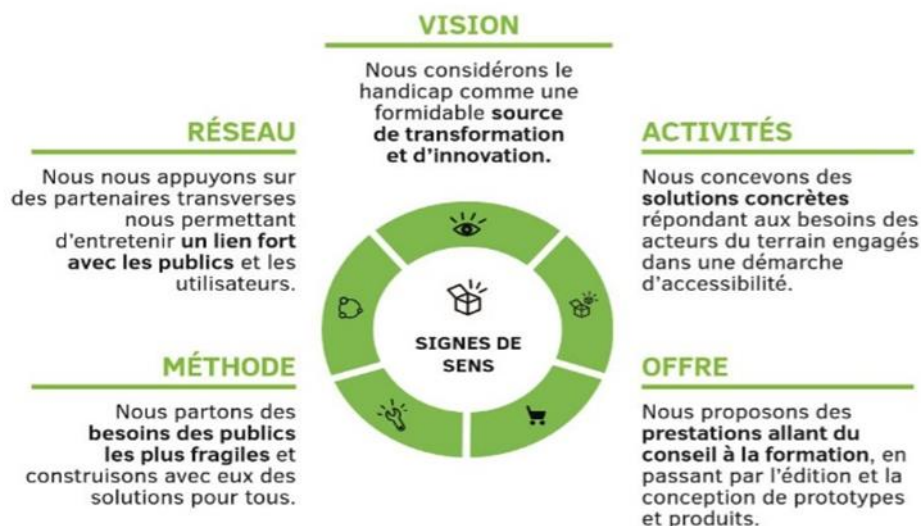 VISION
Nous considérons le
handicap comme une
formidable source
de transformation
et d'innovation.
RÉSEAU
Nous nous appuyons sur
des partenaires transverses
nous permettant
d'entretenir un lien fort
avec les publics et les
utilisateurs.
ACTIVITÉS
Nous concevons des
solutions concrètes
répondant aux besoins des
acteurs du terrain engagés
dans une démarche
d'accessibilité.
SIGNES DE
SENS
MÉTHODE
Nous partons des
besoins des publics
les plus fragiles et
construisons avec eux des
solutions pour tous.
OFFRE
Nous proposons des
prestations allant du
conseil à la formation, en
passant par l'édition et la
conception de prototypes
et produits.